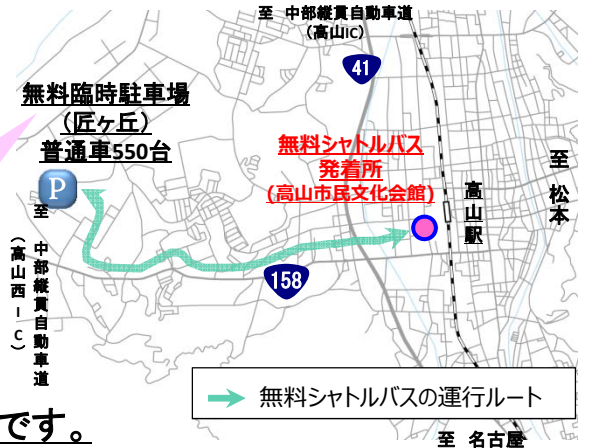 至 中部縦貫自動車道
(高山IC)
41
無料臨時駐車場
(匠ヶ丘)
普通車550台
P
無料シャトルバス
発着所
(高山市民文化会館)
至 松本
高山駅
至 中部縦貫自動車道
(高山西IC)
158
無料シャトルバスの運行ルート
です。
至 名古屋